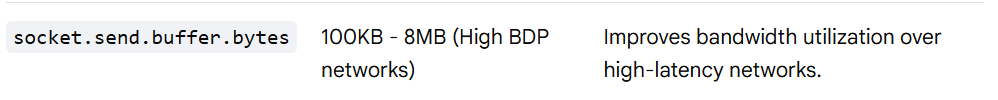 socket.send.buffer.bytes 100KB - 8MB (High BDP Improves bandwidth utilization over
networks) high-latency networks.